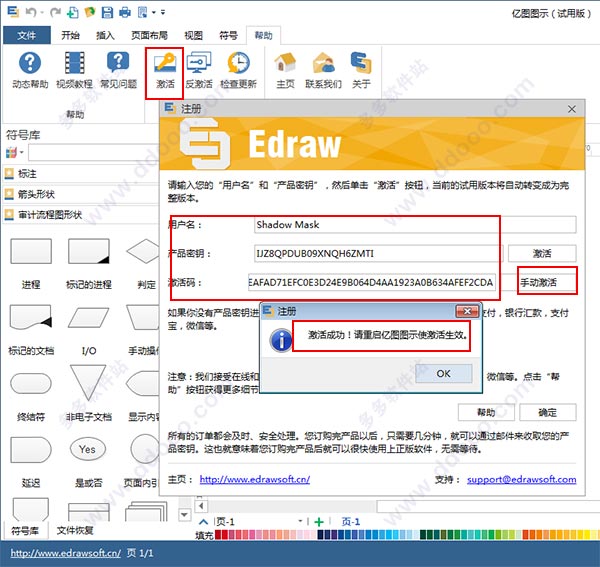 亿图图示（试用版）
文件 开始 插入 页面布局 视图 符号 帮助
动态帮助 视频教程 常见问题 激活 反激活 检查更新 主页 联系我们 关于
帮助
符号库
标注
箭头形状
审计流程图形状
进程 标记的进程 判定
标记的文档 I/O 手动操
终结符 非电子文档 显示内容
Yes
延迟 是或否 页面内引
符号库 文件恢复
注册
Edraw
请输入您的“用户名”和“产品密钥”，然后单击“激活”按钮，当前的试用版本将自动转变成为完
整版本。
用户名： Shadow Mask
产品密钥： 激活
激活码： 手动激活
如果你没有产品密钥进 支付，银行汇款，支付
宝，微信等。
注册
激活成功！请重启亿图图示使激活生效。
OK
注意：我们接受在线和 微信等。点击“帮
助”按钮获得更多细节
帮助 确定
所有的订单都会及时、安全处理。您订购完产品以后，只需要几分钟，就可以通过邮件来收取您的产
品密钥。这也就意味着您订购完产品后就可以很快使用上正版软件，无需等待。
主页： http://www.edrawsoft.cn/ 支持： support@edrawsoft.com
页-1 页-1
填充
http://www.edrawsoft.cn/ 页 1/1
多多软件站
www.ddooo.com